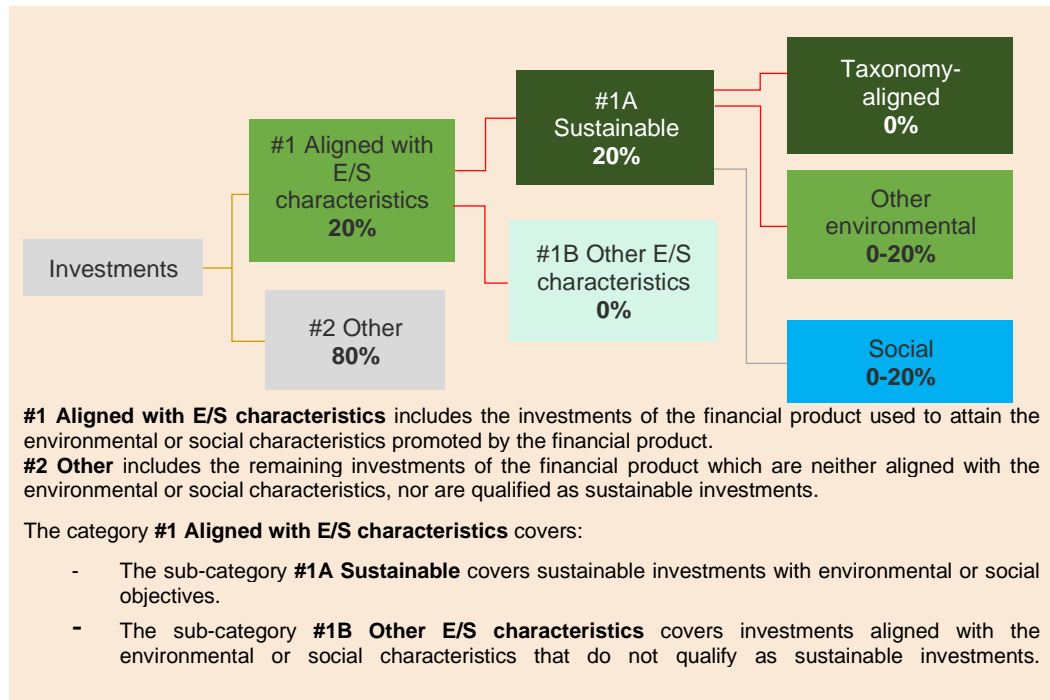 Investments
#1 Aligned with
E/S
characteristics
20%
#2 Other
80%
#1A
Sustainable
20%
#1B Other E/S
characteristics
0%
Taxonomy-
aligned
0%
Other
environmental
0-20%
Social
0-20%
#1 Aligned with E/S characteristics includes the investments of the financial product used to attain the
environmental or social characteristics promoted by the financial product.
#2 Other includes the remaining investments of the financial product which are neither aligned with the
environmental or social characteristics, nor are qualified as sustainable investments.
The category #1 Aligned with E/S characteristics covers:
- The sub-category #1A Sustainable covers sustainable investments with environmental or social
objectives.
- The sub-category #1B Other E/S characteristics covers investments aligned with the
environmental or social characteristics that do not qualify as sustainable investments.